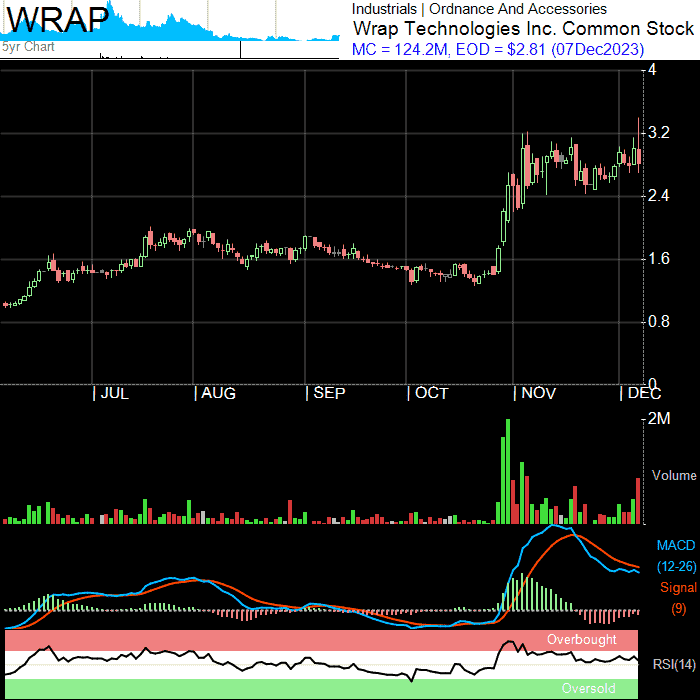 WRAP
5yr Chart
Industrials | Ordnance And Accessories
Wrap Technologies Inc. Common Stock
MC = 124.2M, EOD = $2.81 (07Dec2023)
4
3.2
2.4
1.6
0.8
0
| JUL | AUG | SEP | OCT | NOV | DEC
2M
Volume
MACD
(12-26)
Signal
(9)
Overbought
RSI(14)
Oversold